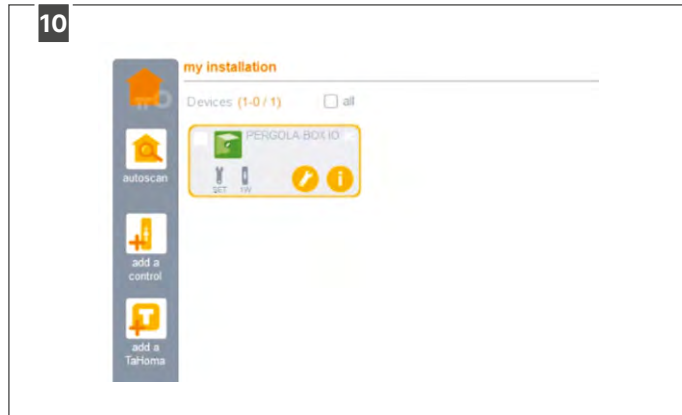 10
my installation
Devices (1-0 / 1) all
PERGOLA BOX IO
SET 1W
autoscan
add a
control
add a
TaHoma